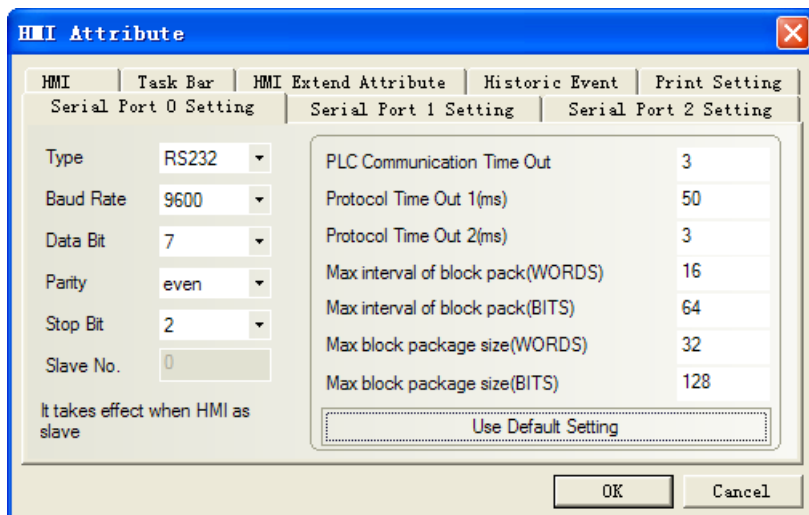 HMI Attribute
HMI
Task Bar
HMI Extend Attribute
Historic Event
Print Setting
Serial Port 0 Setting
Serial Port 1 Setting
Serial Port 2 Setting
Type RS232
Baud Rate 9600
Data Bit 7
Parity even
Stop Bit 2
Slave No. 0
It takes effect when HMI as
slave
PLC Communication Time Out 3
Protocol Time Out 1(ms) 50
Protocol Time Out 2(ms) 3
Max interval of block pack(WORDS) 16
Max interval of block pack(BITS) 64
Max block package size(WORDS) 32
Max block package size(BITS) 128
Use Default Setting
OK
Cancel